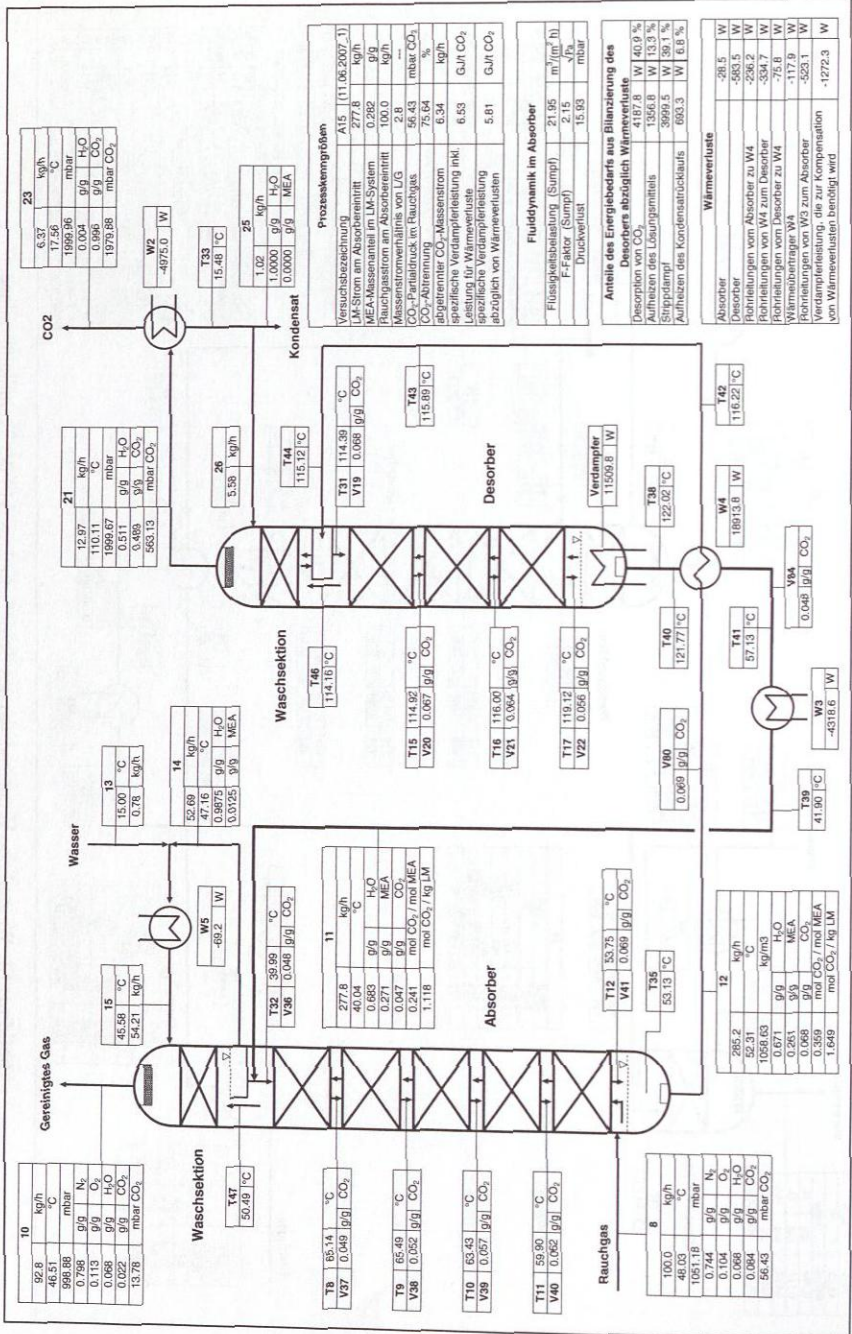 10
92.8 kg/h
46.51 °C
998.88 mbar
0.798 g/g N2
0.113 g/g O2
0.068 g/g H2O
0.022 g/g CO2
13.78 mbar CO2
Gereinigtes Gas
Waschsektion
T47
50.49 °C
15
45.58 °C
54.21 kg/h
W5
-69.2 W
Wasser
13
15.00 °C
0.78 kg/h
14
52.69 kg/h
47.16 °C
0.9875 g/g H2O
0.0125 g/g MEA
T32 39.99 °C
V36 0.048 g/g CO2
11
277.8 kg/h
40.04 °C
0.683 g/g H2O
0.271 g/g MEA
0.047 g/g CO2
0.241 mol CO2 / mol MEA
1.118 mol CO2 / kg LM
Absorber
T8 65.14 °C
V37 0.049 g/g CO2
T9 65.49 °C
V38 0.052 g/g CO2
T10 63.43 °C
V39 0.057 g/g CO2
T11 59.90 °C
V40 0.062 g/g CO2
T12 53.75 °C
V41 0.069 g/g CO2
T35
53.13 °C
Rauchgas
8
100.0 kg/h
48.03 °C
1051.18 mbar
0.744 g/g N2
0.104 g/g O2
0.068 g/g H2O
0.084 g/g CO2
56.43 mbar CO2
12
285.2 kg/h
52.31 °C
1058.63 kg/m3
0.671 g/g H2O
0.261 g/g MEA
0.068 g/g CO2
0.359 mol CO2 / mol MEA
1.649 mol CO2 / kg LM
21
12.97 kg/h
110.11 °C
1999.67 mbar
0.511 g/g H2O
0.489 g/g CO2
563.13 mbar CO2
CO2
23
6.37 kg/h
17.56 °C
1999.96 mbar
0.004 g/g H2O
0.996 g/g CO2
1979.88 mbar CO2
W2
-4975.0 W
T33
15.48 °C
25
1.02 kg/h
1.0000 g/g H2O
0.0000 g/g MEA
Kondensat
26
5.58 kg/h
Waschsektion
T46
114.16 °C
T44
115.12 °C
T31 114.39 °C
V19 0.068 g/g CO2
T43
115.89 °C
Desorber
T15 114.92 °C
V20 0.067 g/g CO2
T16 116.00 °C
V21 0.064 g/g CO2
T17 119.12 °C
V22 0.056 g/g CO2
Verdampfer
11509.8 W
T38
122.02 °C
T40
121.77 °C
W4
18913.8 W
T42
116.22 °C
T41
57.13 °C
V80
0.069 g/g CO2
V84
0.048 g/g CO2
W3
-4318.6 W
T39
41.90 °C
Prozesskenngrößen
Versuchsbezeichnung A15 (11.06.2007_1)
LM-Strom am Absorbereintritt 277.8 kg/h
MEA-Massenanteil im LM-System 0.282 g/g
Rauchgasstrom am Absorbereintritt 100.0 kg/h
Massenstromverhältnis von L/G 2.8 ---
CO2-Partialdruck im Rauchgas 56.43 mbar CO2
CO2-Abtrennung 75.64 %
abgetrennter CO2-Massenstrom 6.34 kg/h
spezifische Verdampferleistung inkl.
Leistung für Wärmeverluste 6.53 GJ/t CO2
spezifische Verdampferleistung
abzüglich von Wärmeverlusten 5.81 GJ/t CO2
Fluiddynamik im Absorber
Flüssigkeitsbelastung (Sumpf) 21.95 m³/(m² h)
F-Faktor (Sumpf) 2.15 √Pa
Druckverlust 15.93 mbar
Anteile des Energiebedarfs aus Bilanzierung des
Desorbers abzüglich Wärmeverluste
Desorption von CO2 4187.8 W 40.9 %
Aufheizen des Lösungsmittels 1356.8 W 13.3 %
Strippdampf 3999.5 W 39.1 %
Aufheizen des Kondensatrücklaufs 693.3 W 6.8 %
Wärmeverluste
Absorber -28.5 W
Desorber -583.5 W
Rohrleitungen vom Absorber zu W4 -236.2 W
Rohrleitungen von W4 zum Desorber -334.7 W
Rohrleitungen vom Desorber zu W4 -75.8 W
Wärmeübertrager W4 -117.9 W
Rohrleitungen von W3 zum Absorber -523.1 W
Verdampferleistung, die zur Kompensation
von Wärmeverlusten benötigt wird -1272.3 W